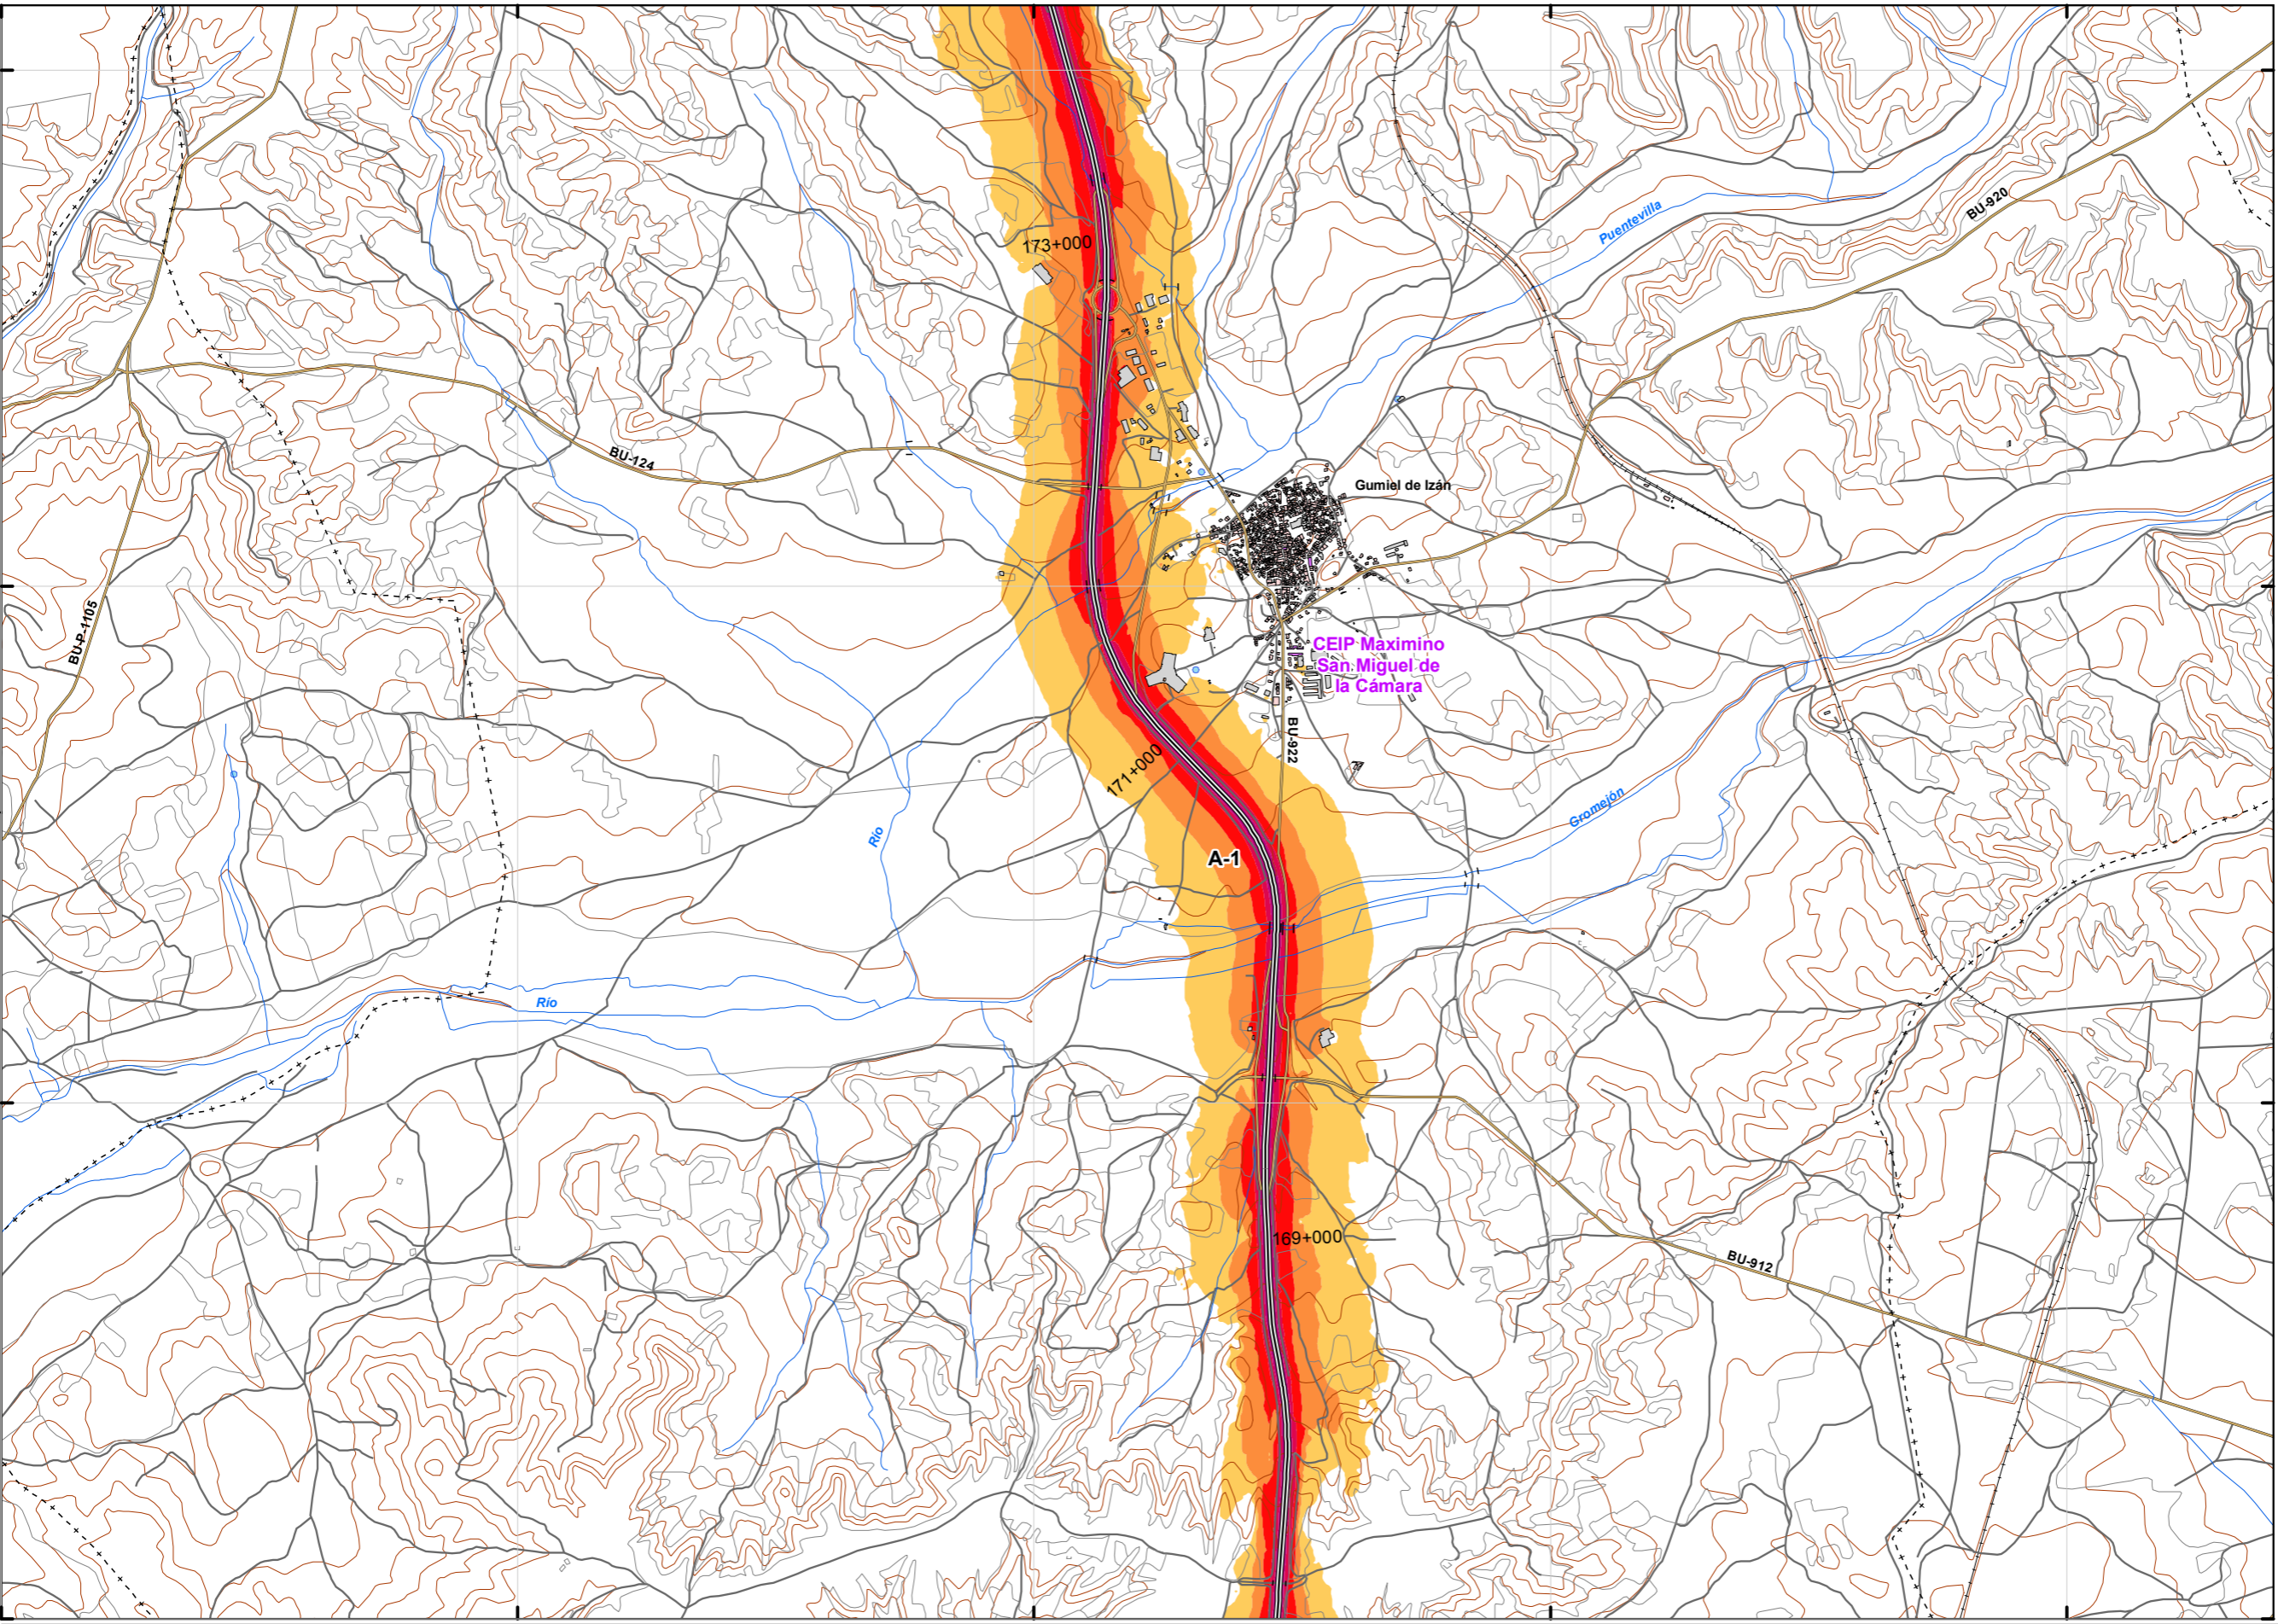 BU-920
Puentevilla
173+000
BU-124
Gumiel de Izán
BU-P-1105
CEIP Maximino
San Miguel de
la Cámara
BU-922
171+000
Gromejón
Río
A-1
Río
169+000
BU-912